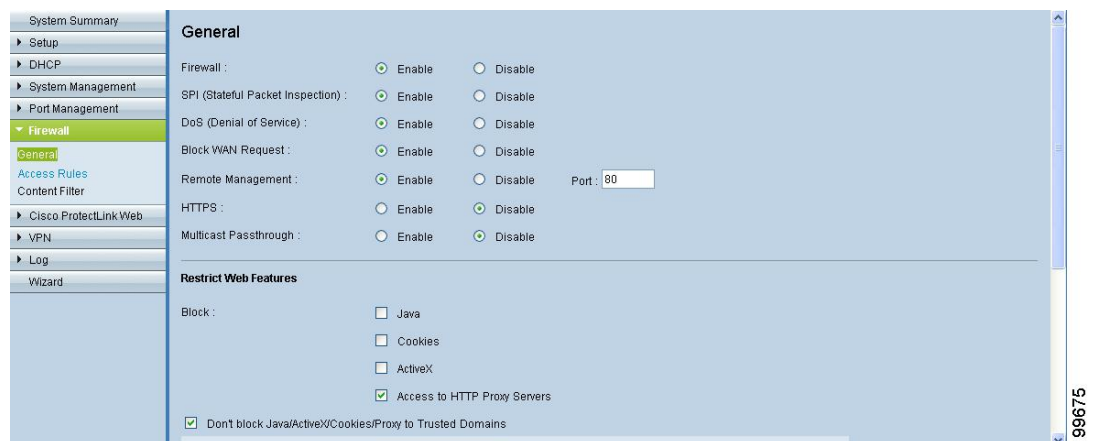 System Summary
Setup
DHCP
System Management
Port Management
Firewall
General
Access Rules
Content Filter
Cisco ProtectLink Web
VPN
Log
Wizard
General
Firewall : Enable Disable
SPI (Stateful Packet Inspection) : Enable Disable
DoS (Denial of Service) : Enable Disable
Block WAN Request : Enable Disable
Remote Management : Enable Disable Port : 80
HTTPS : Enable Disable
Multicast Passthrough : Enable Disable
Restrict Web Features
Block : Java
Cookies
ActiveX
Access to HTTP Proxy Servers
Don't block Java/ActiveX/Cookies/Proxy to Trusted Domains
99675